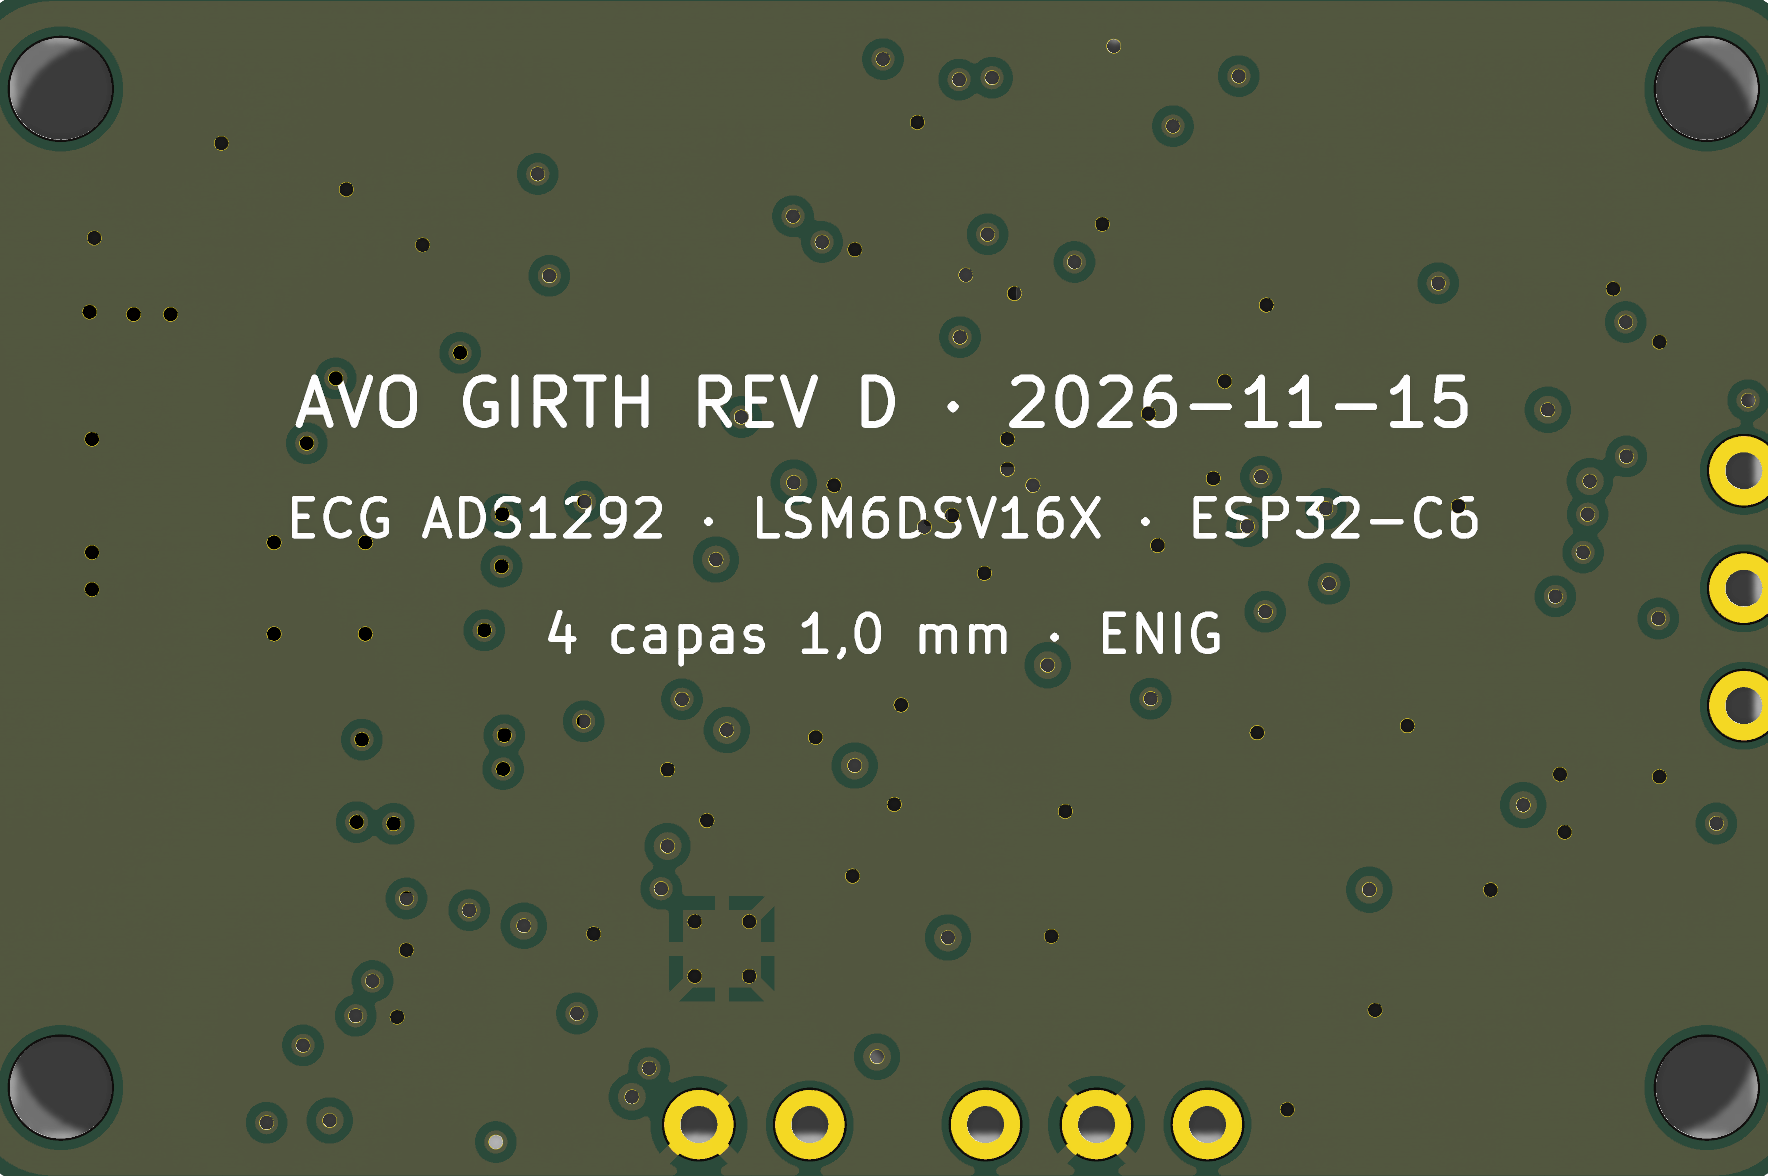 AVO GIRTH REV D · 2026-11-15
ECG ADS1292 · LSM6DSV16X · ESP32-C6
4 capas 1,0 mm · ENIG